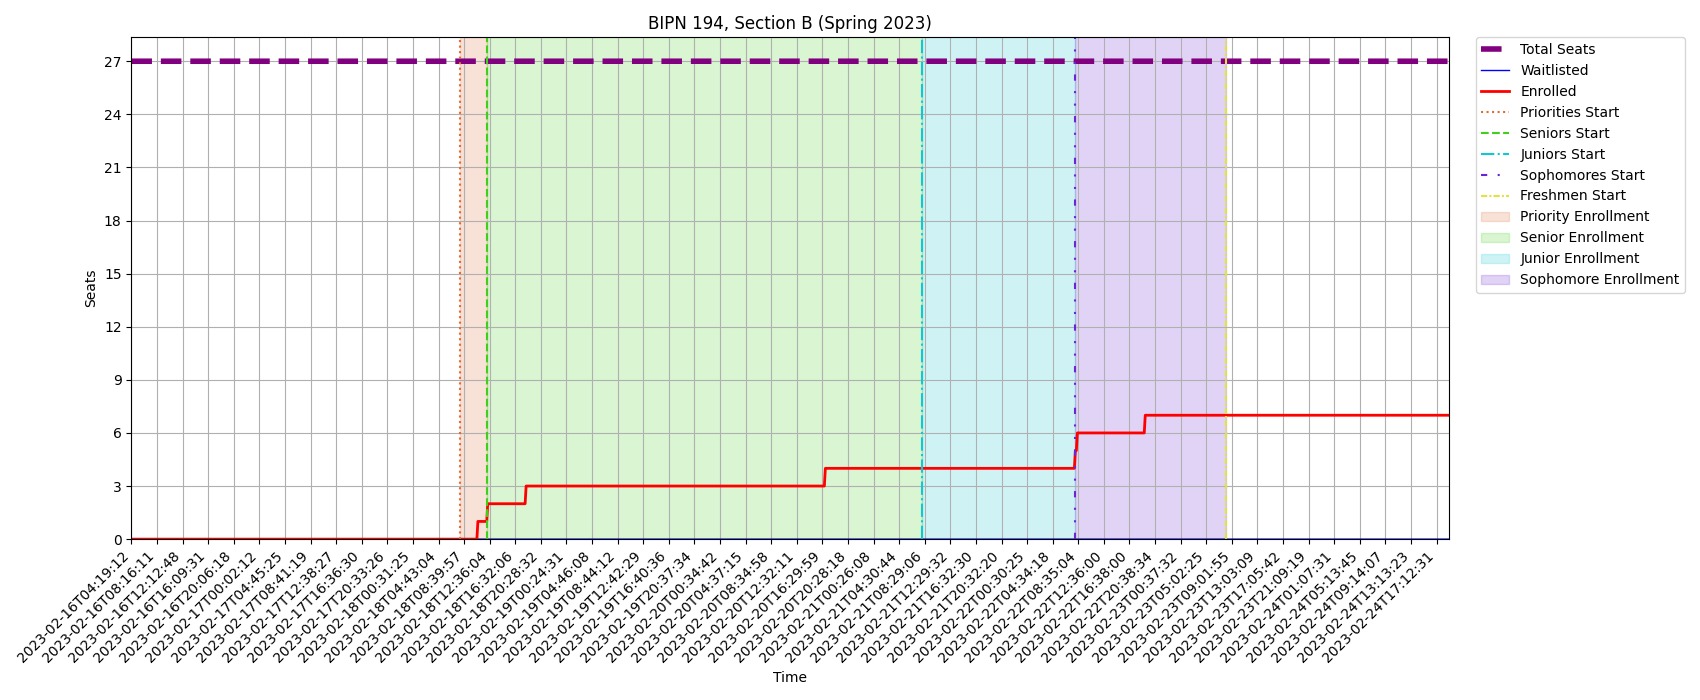 BIPN 194, Section B (Spring 2023)
Seats
27
24
21
18
15
12
9
6
3
0
2023-02-16T04:19:12
2023-02-16T08:16:11
2023-02-16T12:12:48
2023-02-16T16:09:31
2023-02-16T20:06:18
2023-02-17T00:02:12
2023-02-17T04:45:25
2023-02-17T08:41:19
2023-02-17T12:38:27
2023-02-17T16:36:30
2023-02-17T20:33:26
2023-02-18T00:31:25
2023-02-18T04:43:04
2023-02-18T08:39:57
2023-02-18T12:36:04
2023-02-18T16:32:06
2023-02-18T20:28:32
2023-02-19T00:24:31
2023-02-19T04:46:08
2023-02-19T08:44:12
2023-02-19T12:42:29
2023-02-19T16:40:36
2023-02-19T20:37:34
2023-02-20T00:34:42
2023-02-20T04:37:15
2023-02-20T08:34:58
2023-02-20T12:32:11
2023-02-20T16:29:59
2023-02-20T20:28:18
2023-02-21T00:26:08
2023-02-21T04:30:44
2023-02-21T08:29:06
2023-02-21T12:29:32
2023-02-21T16:32:30
2023-02-21T20:32:20
2023-02-22T00:30:25
2023-02-22T04:34:18
2023-02-22T08:35:04
2023-02-22T12:36:00
2023-02-22T16:38:00
2023-02-22T20:38:34
2023-02-23T00:37:32
2023-02-23T05:02:25
2023-02-23T09:01:55
2023-02-23T13:03:09
2023-02-23T17:05:42
2023-02-23T21:09:19
2023-02-24T01:07:31
2023-02-24T05:13:45
2023-02-24T09:14:07
2023-02-24T13:13:23
2023-02-24T17:12:31
Time
Total Seats
Waitlisted
Enrolled
Priorities Start
Seniors Start
Juniors Start
Sophomores Start
Freshmen Start
Priority Enrollment
Senior Enrollment
Junior Enrollment
Sophomore Enrollment